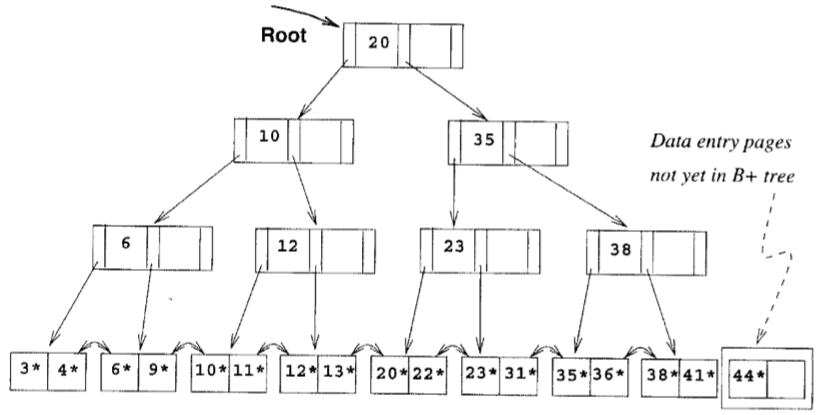 Root
20
10
35
Data entry pages
not yet in B+ tree
6
12
23
38
3* 4* 6* 9* 10* 11* 12* 13* 20* 22* 23* 31* 35* 36* 38* 41* 44*